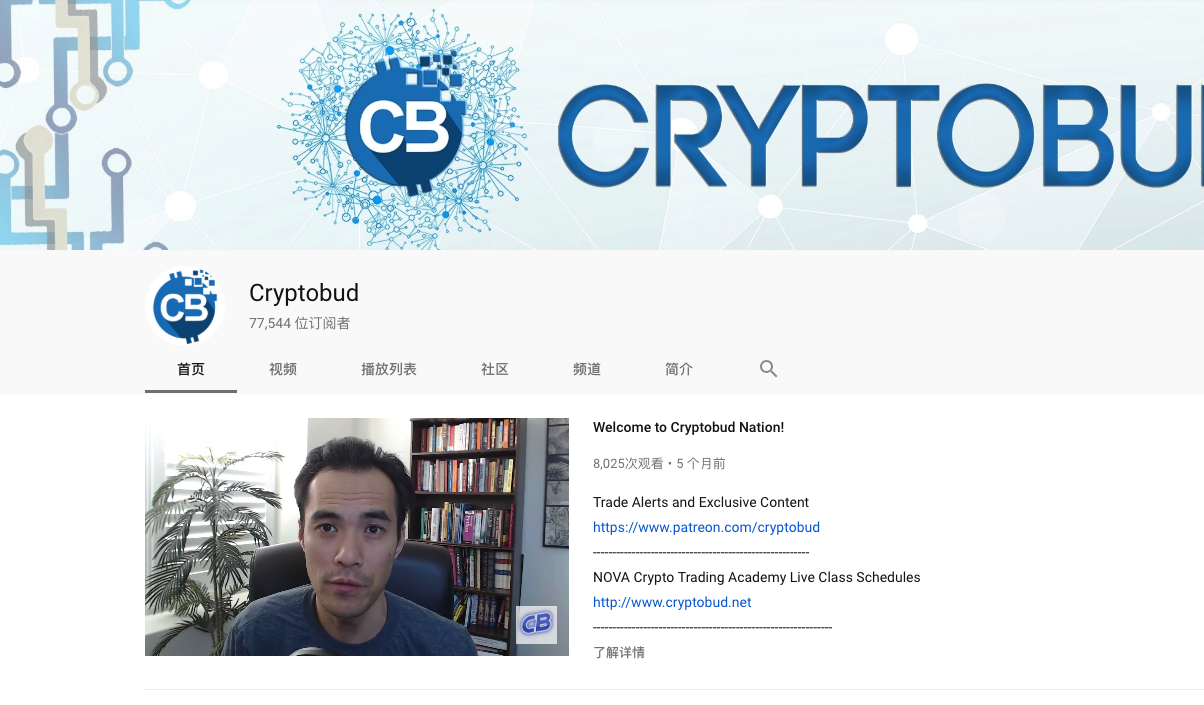 CB
CRYPTOBU
CB
Cryptobud
77,544 位订阅者
首页 视频 播放列表 社区 频道 简介
Welcome to Cryptobud Nation!
8,025次观看・5 个月前
Trade Alerts and Exclusive Content
https://www.patreon.com/cryptobud
------------------------------------------------------
NOVA Crypto Trading Academy Live Class Schedules
http://www.cryptobud.net
------------------------------------------------------------
CB
了解详情